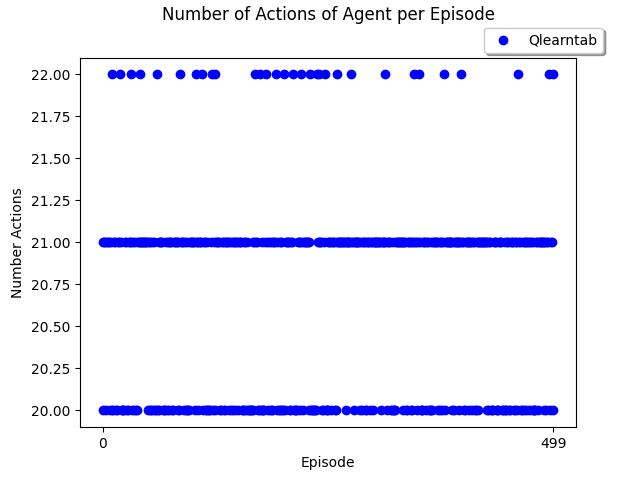 Number of Actions of Agent per Episode
Qlearntab
22.00
21.75
21.50
21.25
21.00
20.75
20.50
20.25
20.00
Number Actions
0
499
Episode